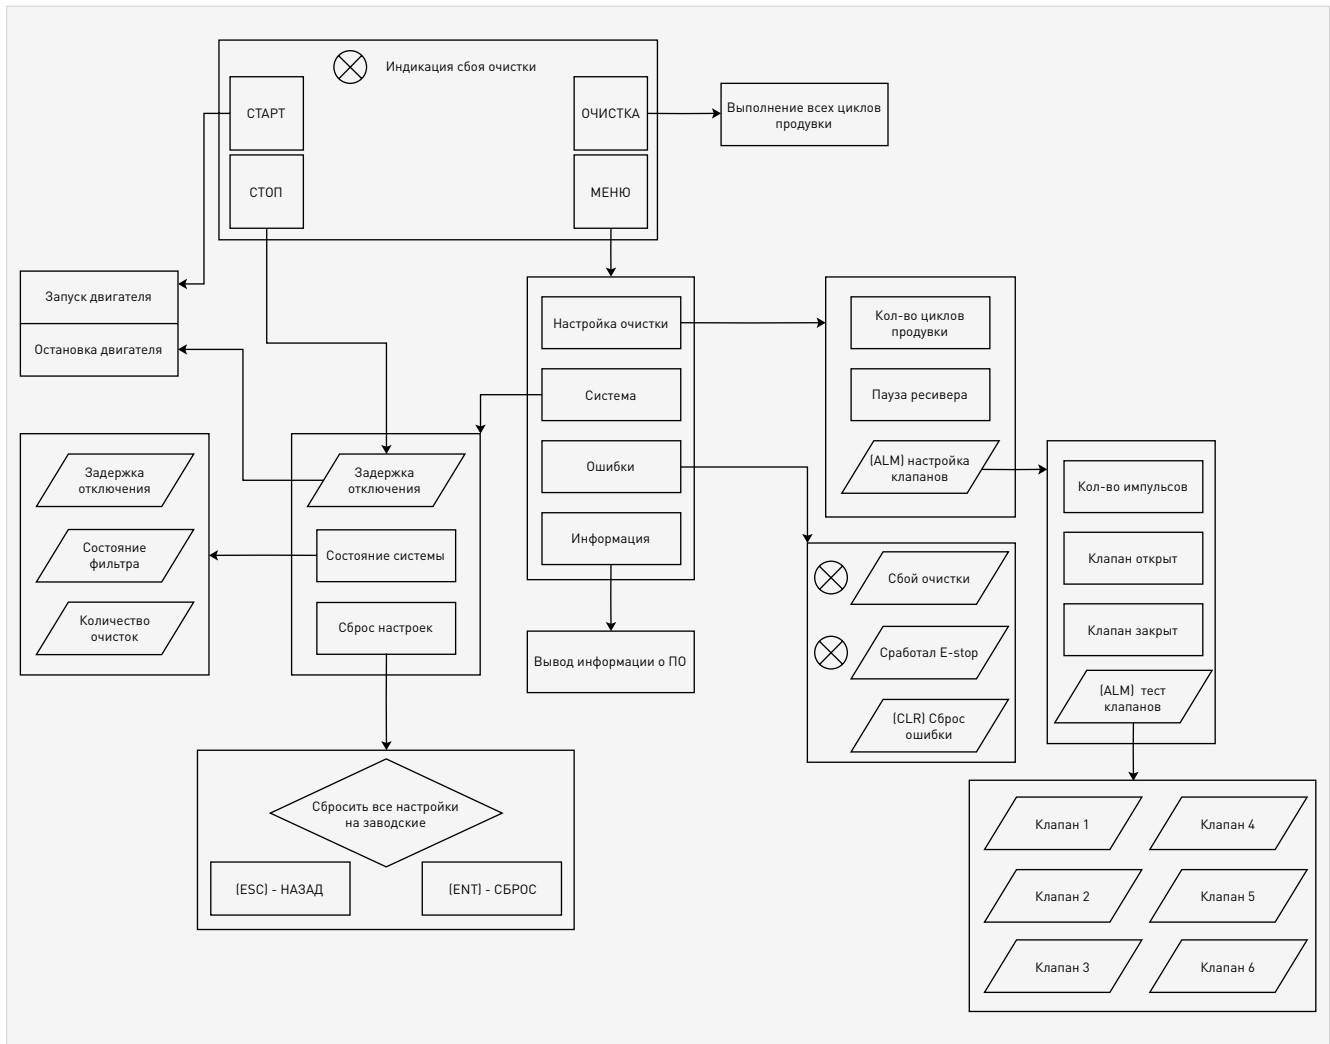 Индикация сбоя очистки
СТАРТ
СТОП
ОЧИСТКА
МЕНЮ
Выполнение всех циклов
продувки
Запуск двигателя
Остановка двигателя
Настройка очистки
Система
Ошибки
Информация
Кол-во циклов
продувки
Пауза ресивера
(ALM) настройка
клапанов
Задержка
отключения
Состояние
фильтра
Количество
очисток
Задержка
отключения
Состояние системы
Сброс настроек
Вывод информации о ПО
Сбой очистки
Сработал E-stop
(CLR) Сброс
ошибки
Кол-во импульсов
Клапан открыт
Клапан закрыт
(ALM) тест
клапанов
Сбросить все настройки
на заводские
(ESC) - НАЗАД
(ENT) - СБРОС
Клапан 1
Клапан 4
Клапан 2
Клапан 5
Клапан 3
Клапан 6